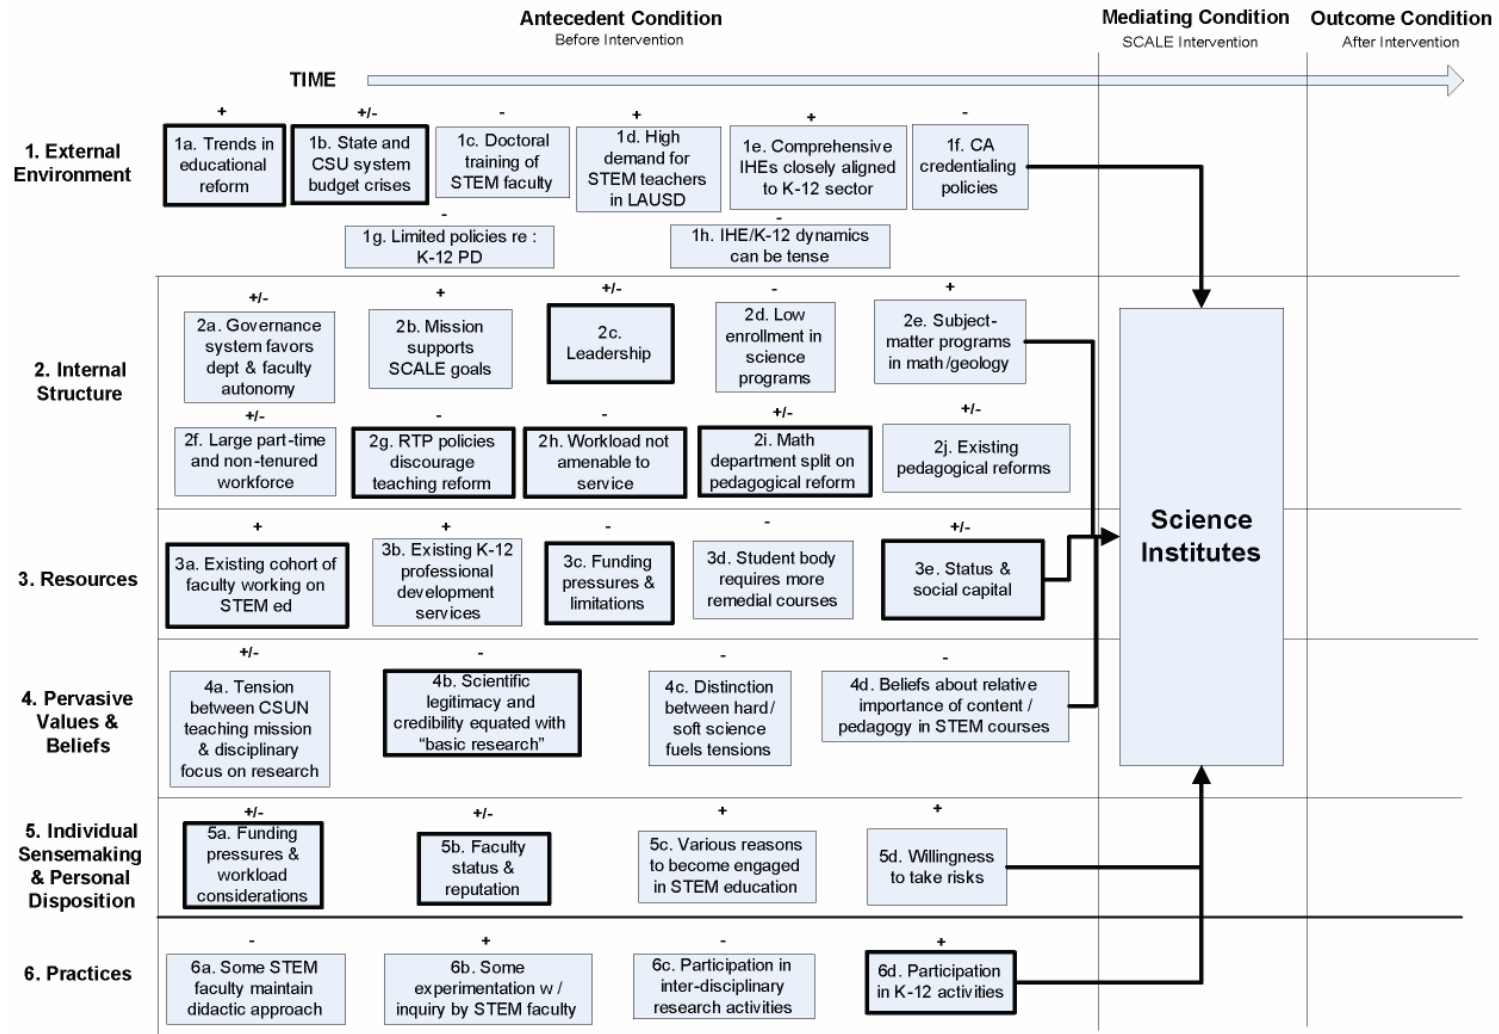 Antecedent Condition
Before Intervention
Mediating Condition
SCALE Intervention
Outcome Condition
After Intervention
TIME
1. External
Environment
+
1a. Trends in
educational
reform
+/-
1b. State and
CSU system
budget crises
-
1c. Doctoral
training of
STEM faculty
+
1d. High
demand for
STEM teachers
in LAUSD
+
1e. Comprehensive
IHEs closely aligned
to K-12 sector
-
1f. CA
credentialing
policies
-
1g. Limited policies re :
K-12 PD
-
1h. IHE/K-12 dynamics
can be tense
2. Internal
Structure
+/-
2a. Governance
system favors
dept & faculty
autonomy
+
2b. Mission
supports
SCALE goals
+/-
2c.
Leadership
-
2d. Low
enrollment in
science
programs
+
2e. Subject-
matter programs
in math/geology
+/-
2f. Large part-time
and non-tenured
workforce
-
2g. RTP policies
discourage
teaching reform
-
2h. Workload not
amenable to
service
+/-
2i. Math
department split on
pedagogical reform
+/-
2j. Existing
pedagogical reforms
3. Resources
+
3a. Existing cohort of
faculty working on
STEM ed
+
3b. Existing K-12
professional
development
services
-
3c. Funding
pressures &
limitations
-
3d. Student body
requires more
remedial courses
+/-
3e. Status &
social capital
Science
Institutes
4. Pervasive
Values &
Beliefs
+/-
4a. Tension
between CSUN
teaching mission
& disciplinary
focus on research
-
4b. Scientific
legitimacy and
credibility equated with
“basic research”
-
4c. Distinction
between hard/
soft science
fuels tensions
-
4d. Beliefs about relative
importance of content /
pedagogy in STEM courses
5. Individual
Sensemaking
& Personal
Disposition
+/-
5a. Funding
pressures &
workload
considerations
+/-
5b. Faculty
status &
reputation
+
5c. Various reasons
to become engaged
in STEM education
+
5d. Willingness
to take risks
6. Practices
-
6a. Some STEM
faculty maintain
didactic approach
+
6b. Some
experimentation w /
inquiry by STEM faculty
-
6c. Participation in
inter-disciplinary
research activities
+
6d. Participation
in K-12 activities